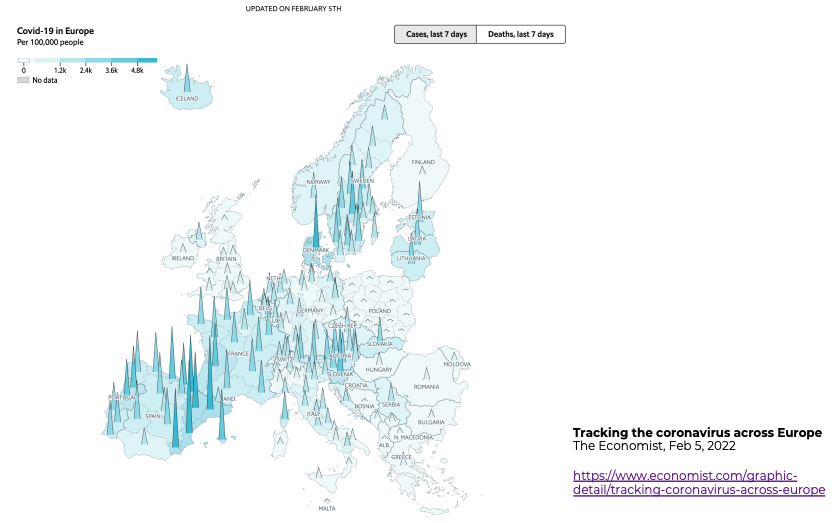 UPDATED ON FEBRUARY 5TH
Covid-19 in Europe
Per 100,000 people
Cases, last 7 days
Deaths, last 7 days
0 1.2k 2.4k 3.6k 4.8k
No data
ICELAND
FINLAND
NORWAY
SWEDEN
ESTONIA
LATVIA
DENMARK
LITHUANIA
IRELAND
BRITAIN
NETH.
BELG.
LUX.
GERMANY
POLAND
CZECH REP.
SLOVAKIA
FRANCE
SWITZ.
AUSTRIA
MOLDOVA
HUNGARY
SLOVENIA
CROATIA
ROMANIA
PORTUGAL
AND.
BOSNIA
SERBIA
SPAIN
ITALY
BULGARIA
N. MACEDONIA
ALB.
GREECE
MALTA
Tracking the coronavirus across Europe
The Economist, Feb 5, 2022
https://www.economist.com/graphic-
detail/tracking-coronavirus-across-europe